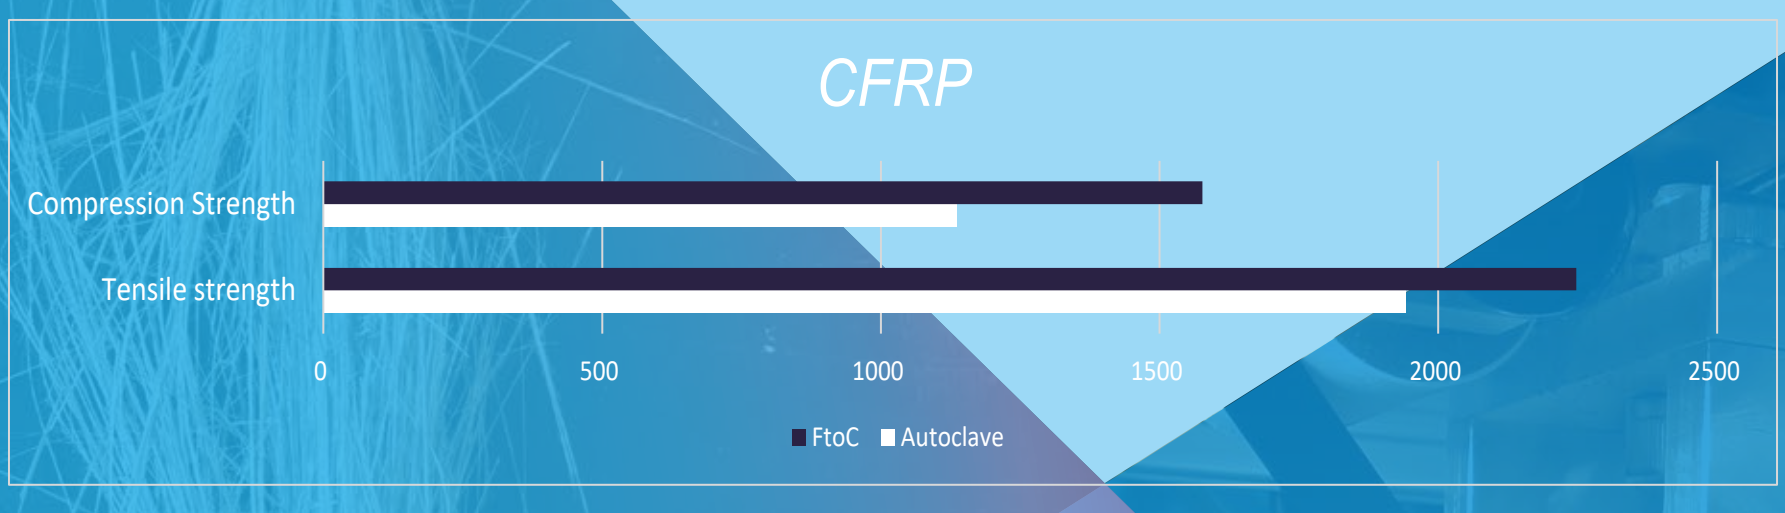 CFRP
Compression Strength
Tensile strength
0 500 1000 1500 2000 2500
FtoC Autoclave